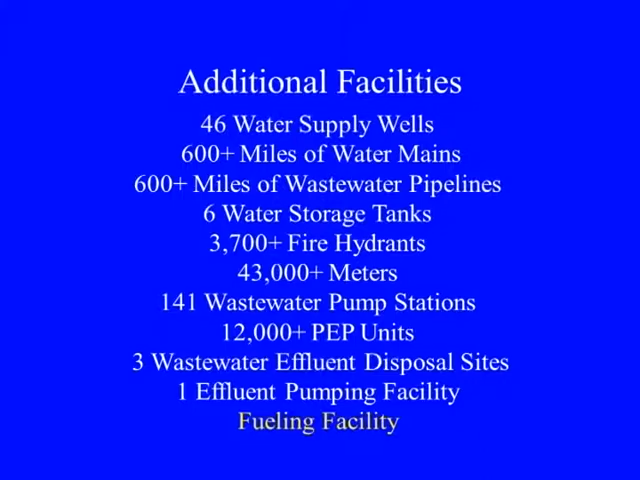 Additional Facilities
46 Water Supply Wells
600+ Miles of Water Mains
600+ Miles of Wastewater Pipelines
6 Water Storage Tanks
3,700+ Fire Hydrants
43,000+ Meters
141 Wastewater Pump Stations
12,000+ PEP Units
3 Wastewater Effluent Disposal Sites
1 Effluent Pumping Facility
Fueling Facility